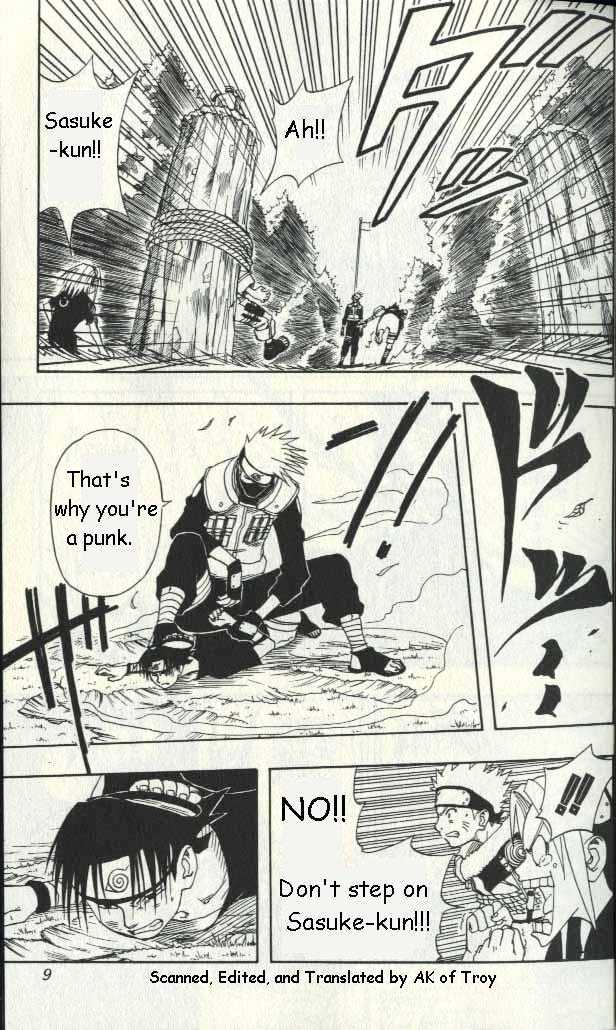 Ah!!
Sasuke
-kun!!
That's
why you're
a punk.
!!
NO!!
Don't step on
Sasuke-kun!!!
9
Scanned, Edited, and Translated by AK of Troy